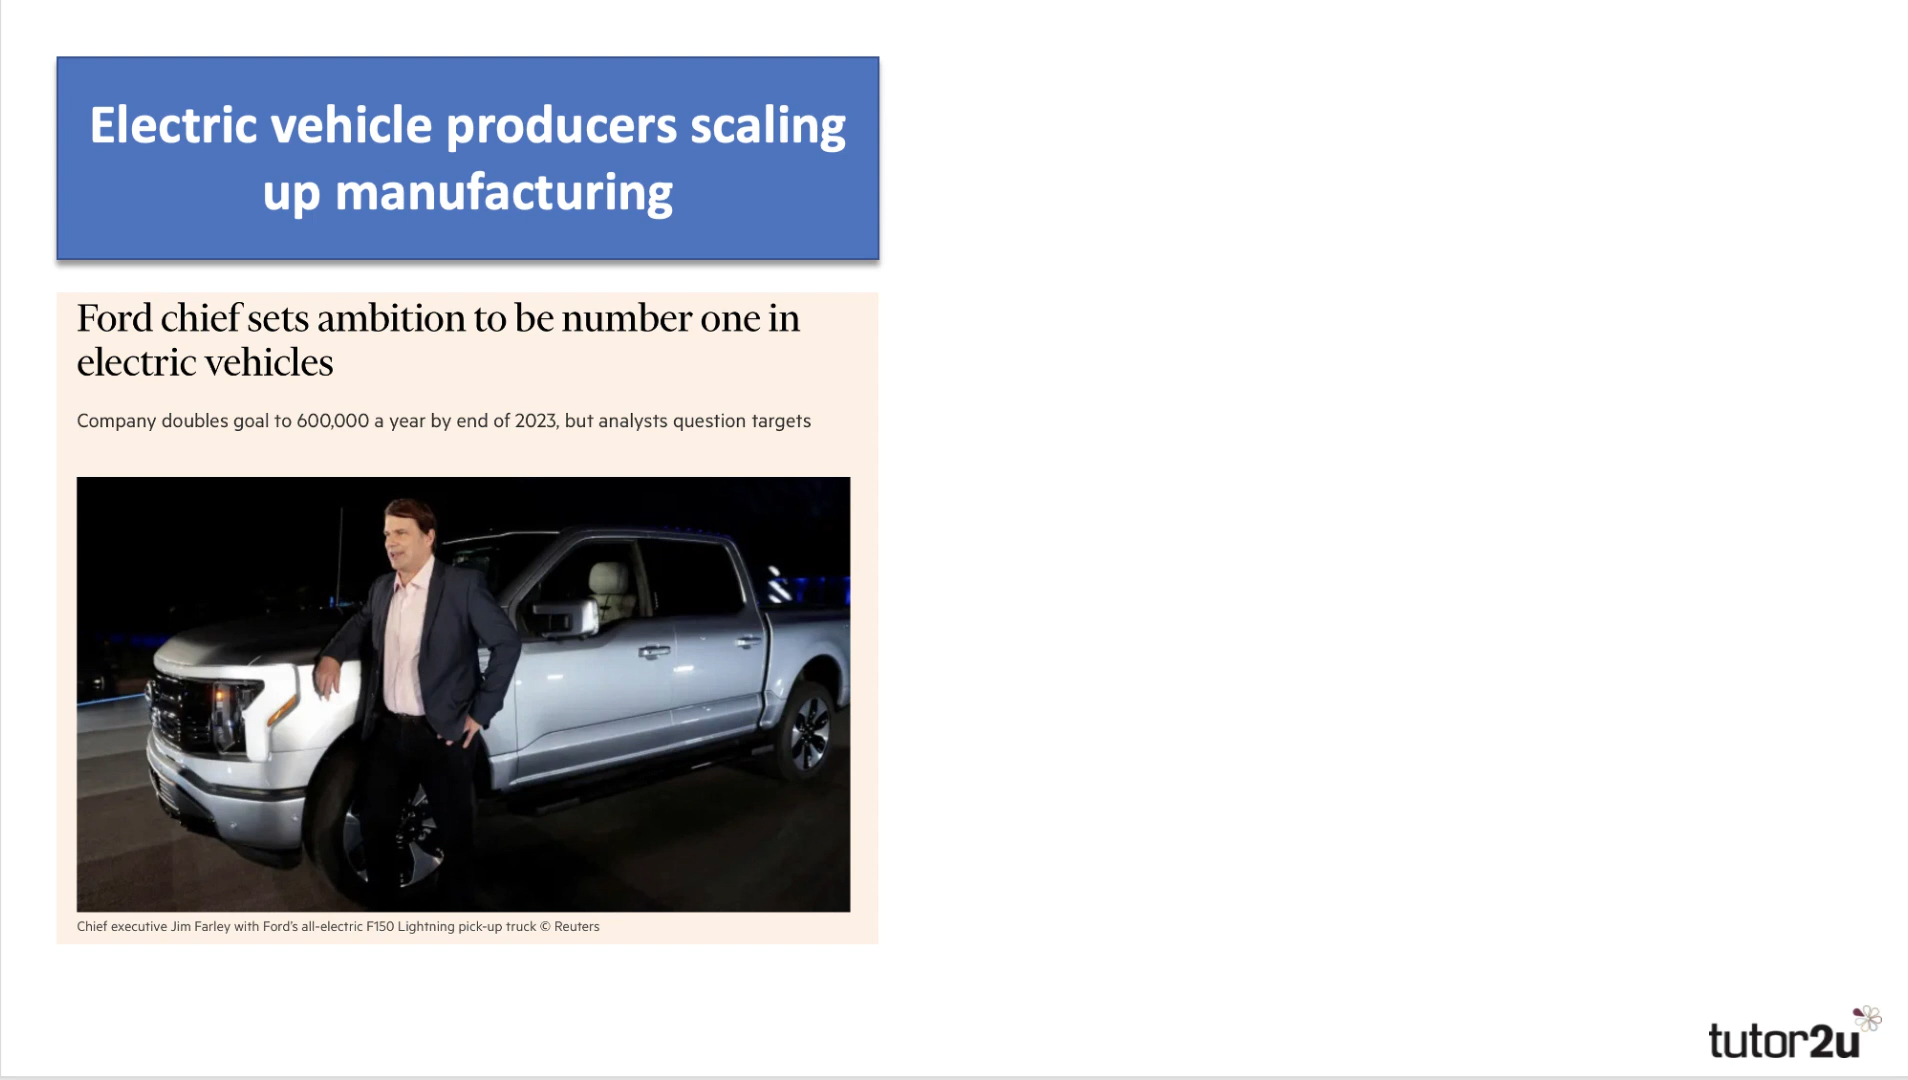 Electric vehicle producers scaling
up manufacturing
Ford chief sets ambition to be number one in
electric vehicles
Company doubles goal to 600,000 a year by end of 2023, but analysts question targets
Chief executive Jim Farley with Ford's all-electric F150 Lightning pick-up truck © Reuters
tutor2u